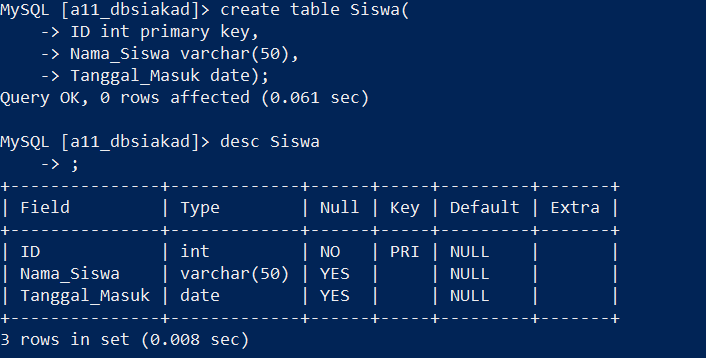 MySQL [a11_dbsiakad]> create table Siswa(
    -> ID int primary key,
    -> Nama_Siswa varchar(50),
    -> Tanggal_Masuk date);
Query OK, 0 rows affected (0.061 sec)

MySQL [a11_dbsiakad]> desc Siswa
    -> ;
+---------------+-------------+------+-----+---------+-------+
| Field         | Type        | Null | Key | Default | Extra |
+---------------+-------------+------+-----+---------+-------+
| ID            | int         | NO   | PRI | NULL    |       |
| Nama_Siswa    | varchar(50) | YES  |     | NULL    |       |
| Tanggal_Masuk | date        | YES  |     | NULL    |       |
+---------------+-------------+------+-----+---------+-------+
3 rows in set (0.008 sec)